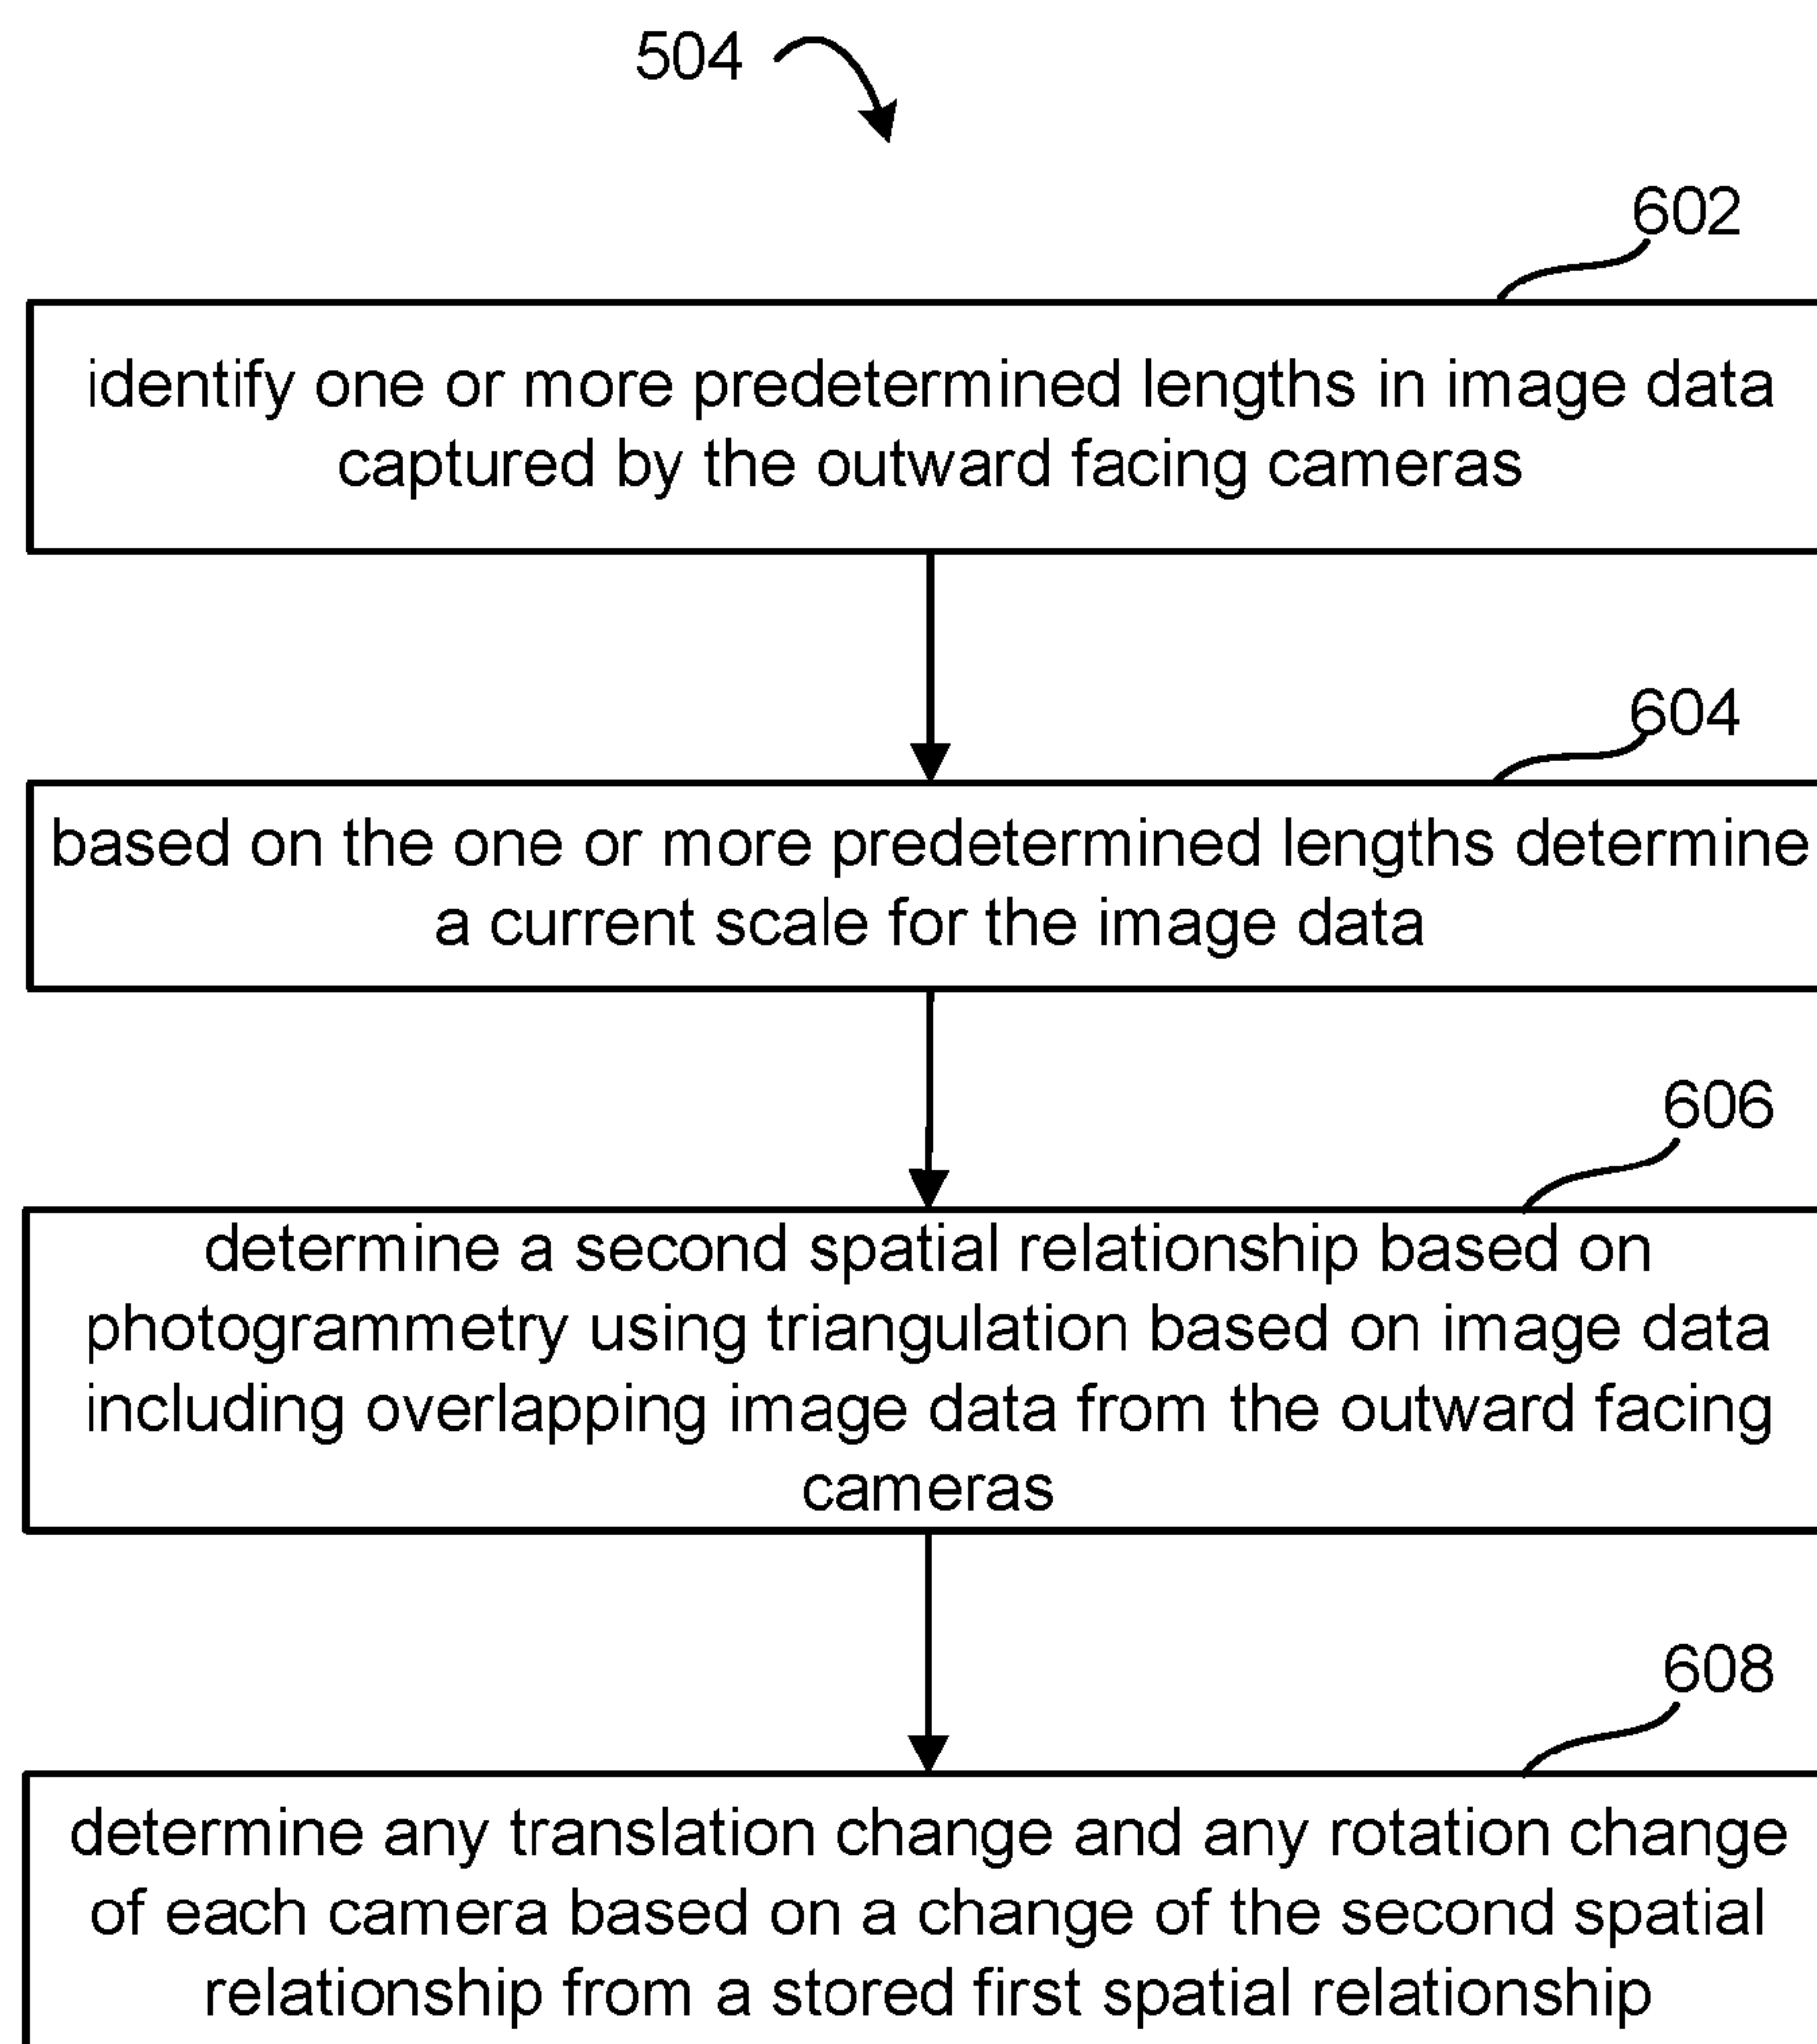 504
602
identify one or more predetermined lengths in image data
captured by the outward facing cameras
604
based on the one or more predetermined lengths determine
a current scale for the image data
606
determine a second spatial relationship based on
photogrammetry using triangulation based on image data
including overlapping image data from the outward facing
cameras
608
determine any translation change and any rotation change
of each camera based on a change of the second spatial
relationship from a stored first spatial relationship